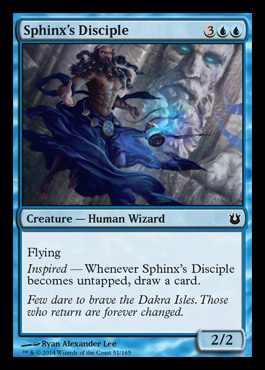 Sphinx's Disciple 3
Creature — Human Wizard
Flying
Inspired — Whenever Sphinx's Disciple
becomes untapped, draw a card.
Few dare to brave the Dakra Isles. Those
who return are forever changed.
2/2
Ryan Alexander Lee
™ & © 2014 Wizards of the Coast 51/165